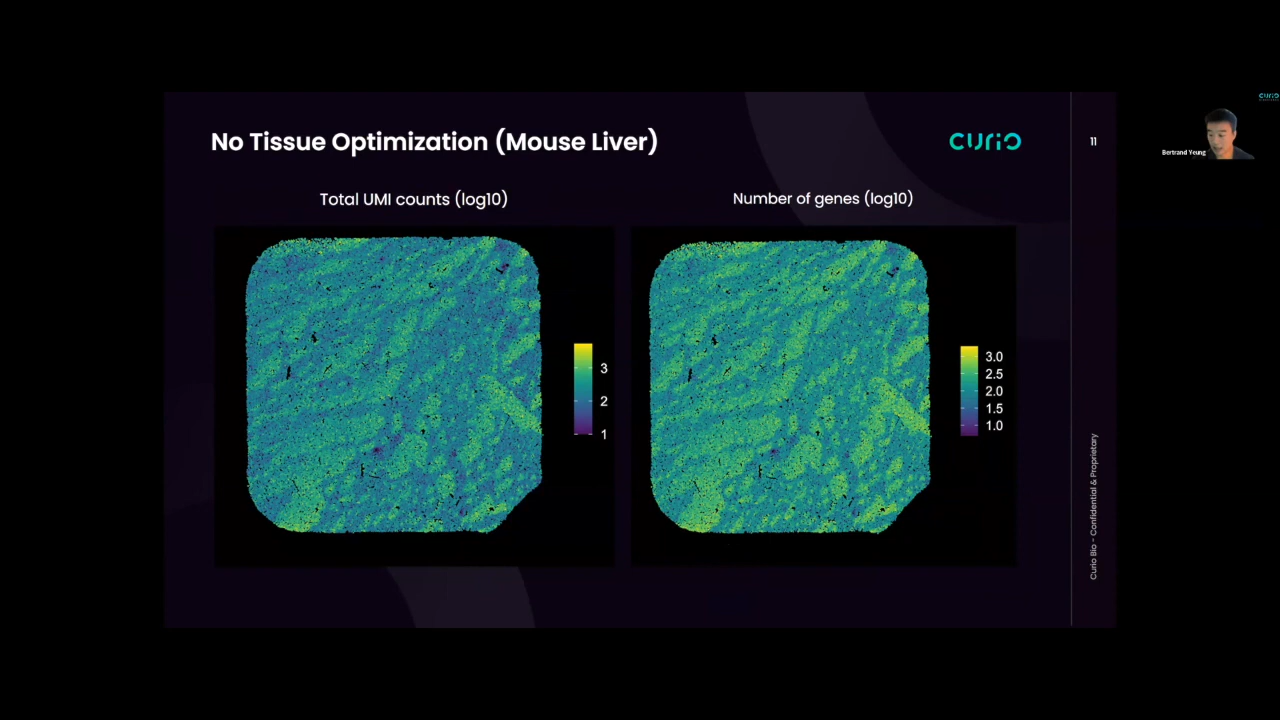 No Tissue Optimization (Mouse Liver)
curio
11
Total UMI counts (log10)
Number of genes (log10)
3
2
1
3.0
2.5
2.0
1.5
1.0
Curio Bio - Confidential & Proprietary
curio
Bertrand Yeung